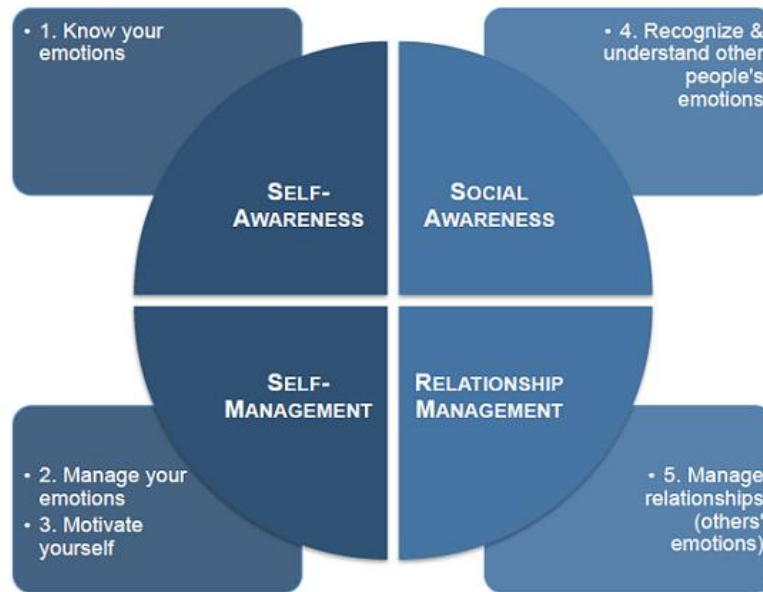 • 1. Know your
emotions
• 4. Recognize &
understand other
people's
emotions
SELF-
AWARENESS
SOCIAL
AWARENESS
SELF-
MANAGEMENT
RELATIONSHIP
MANAGEMENT
• 2. Manage your
emotions
• 3. Motivate
yourself
• 5. Manage
relationships
(others'
emotions)